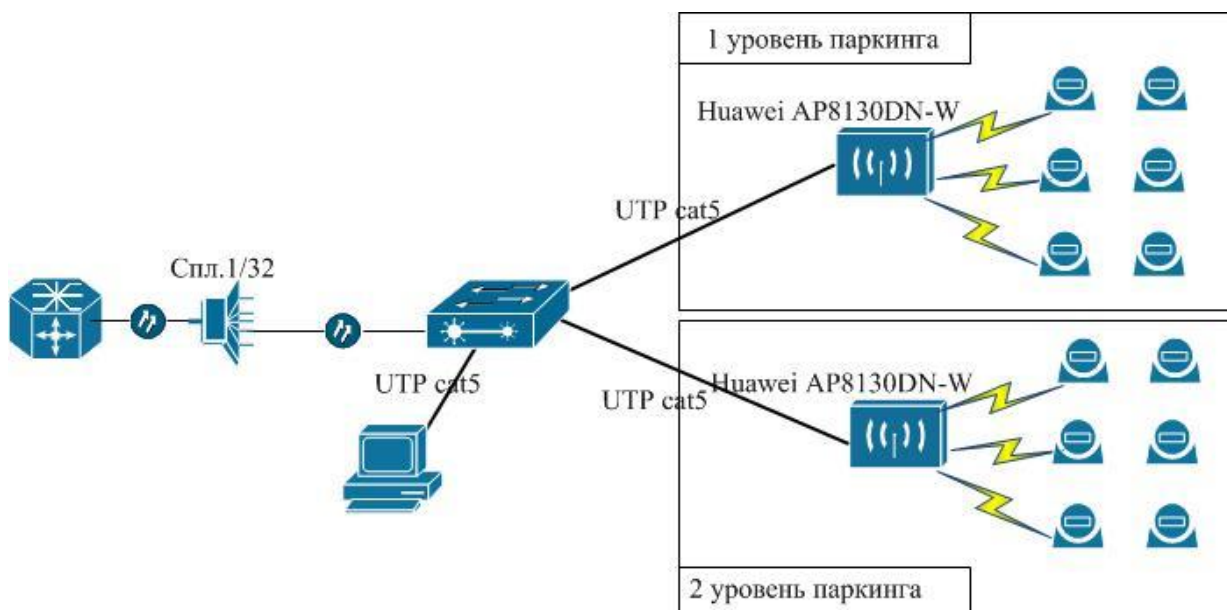 1 уровень паркинга
Huawei AP8130DN-W
UTP cat5
Спл.1/32
UTP cat5
UTP cat5
Huawei AP8130DN-W
2 уровень паркинга